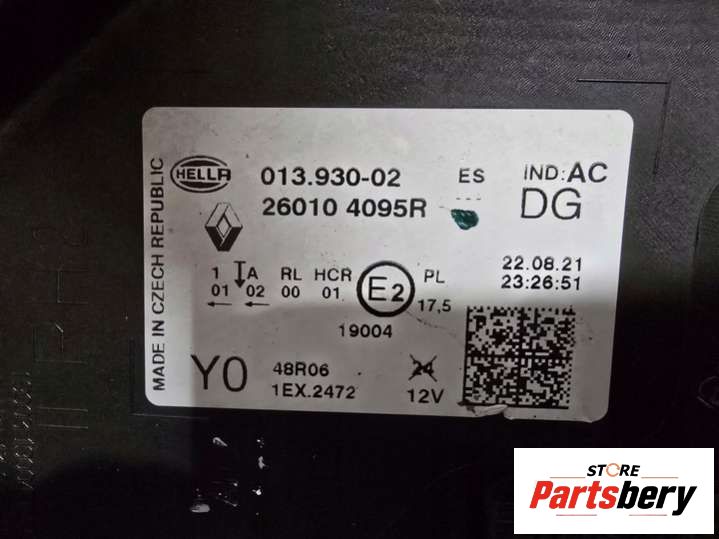 MADE IN CZECH REPUBLIC
HELLA 013.930-02 ES IND:AC
26010 4095R DG
22.08.21
23:26:51
1 A RL HCR E2 PL
01 02 00 01 17,5
19004
Y0 48R06 24
1EX.2472 12V
STORE
Partsbery